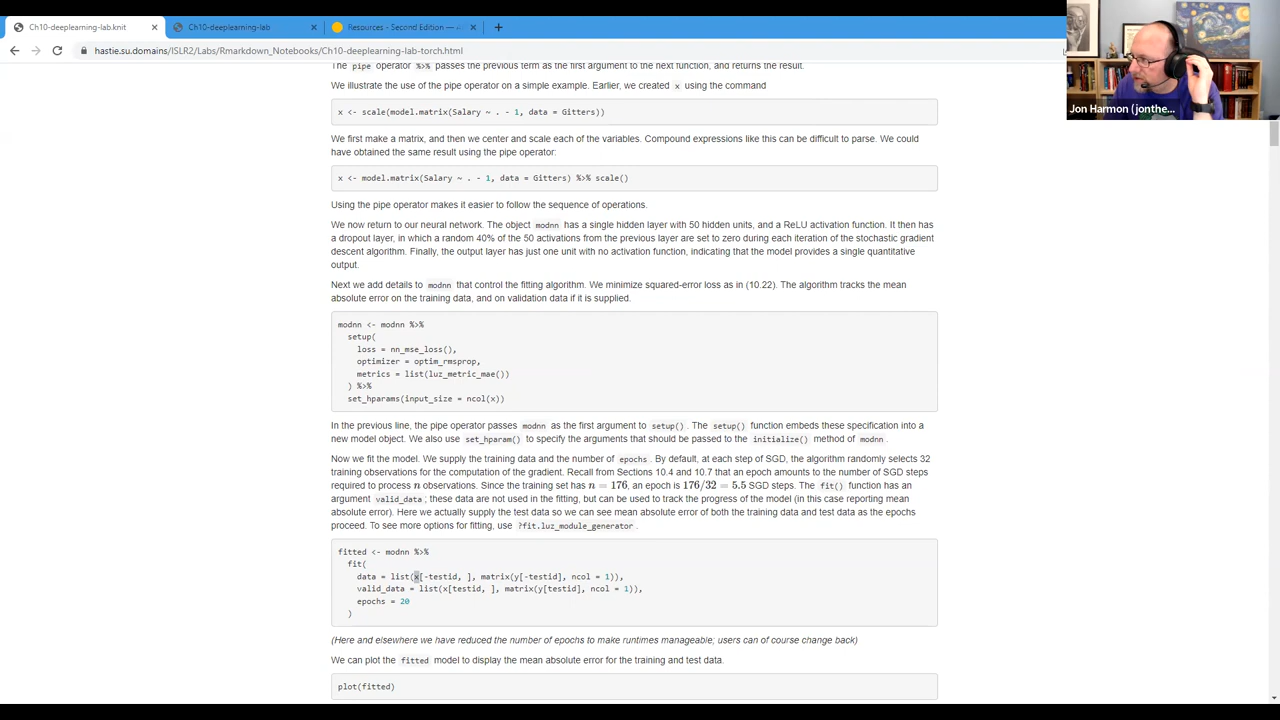 Ch10-deeplearning-lab.knit
Ch10-deeplearning-lab
Resources - Second Edition —
hastie.su.domains/ISLR2/Labs/Rmarkdown_Notebooks/Ch10-deeplearning-lab-torch.html
Jon Harmon (jonthe...
The pipe operator %>% passes the previous term as the first argument to the next function, and returns the result.
We illustrate the use of the pipe operator on a simple example. Earlier, we created x using the command
x <- scale(model.matrix(Salary ~ . - 1, data = Gitters))
We first make a matrix, and then we center and scale each of the variables. Compound expressions like this can be difficult to parse. We could
have obtained the same result using the pipe operator:
x <- model.matrix(Salary ~ . - 1, data = Gitters) %>% scale()
Using the pipe operator makes it easier to follow the sequence of operations.
We now return to our neural network. The object modnn has a single hidden layer with 50 hidden units, and a ReLU activation function. It then has
a dropout layer, in which a random 40% of the 50 activations from the previous layer are set to zero during each iteration of the stochastic gradient
descent algorithm. Finally, the output layer has just one unit with no activation function, indicating that the model provides a single quantitative
output.
Next we add details to modnn that control the fitting algorithm. We minimize squared-error loss as in (10.22). The algorithm tracks the mean
absolute error on the training data, and on validation data if it is supplied.
modnn <- modnn %>%
setup(
loss = nn_mse_loss(),
optimizer = optim_rmsprop,
metrics = list(luz_metric_mae())
) %>%
set_hparams(input_size = ncol(x))
In the previous line, the pipe operator passes modnn as the first argument to setup() . The setup() function embeds these specification into a
new model object. We also use set_hparam() to specify the arguments that should be passed to the initialize() method of modnn .
Now we fit the model. We supply the training data and the number of epochs . By default, at each step of SGD, the algorithm randomly selects 32
training observations for the computation of the gradient. Recall from Sections 10.4 and 10.7 that an epoch amounts to the number of SGD steps
required to process n observations. Since the training set has n = 176, an epoch is 176/32 = 5.5 SGD steps. The fit() function has an
argument valid_data ; these data are not used in the fitting, but can be used to track the progress of the model (in this case reporting mean
absolute error). Here we actually supply the test data so we can see mean absolute error of both the training data and test data as the epochs
proceed. To see more options for fitting, use ?fit.luz_module_generator .
fitted <- modnn %>%
fit(
data = list(x[-testid, ], matrix(y[-testid], ncol = 1)),
valid_data = list(x[testid, ], matrix(y[testid], ncol = 1)),
epochs = 20
)
(Here and elsewhere we have reduced the number of epochs to make runtimes manageable; users can of course change back)
We can plot the fitted model to display the mean absolute error for the training and test data.
plot(fitted)